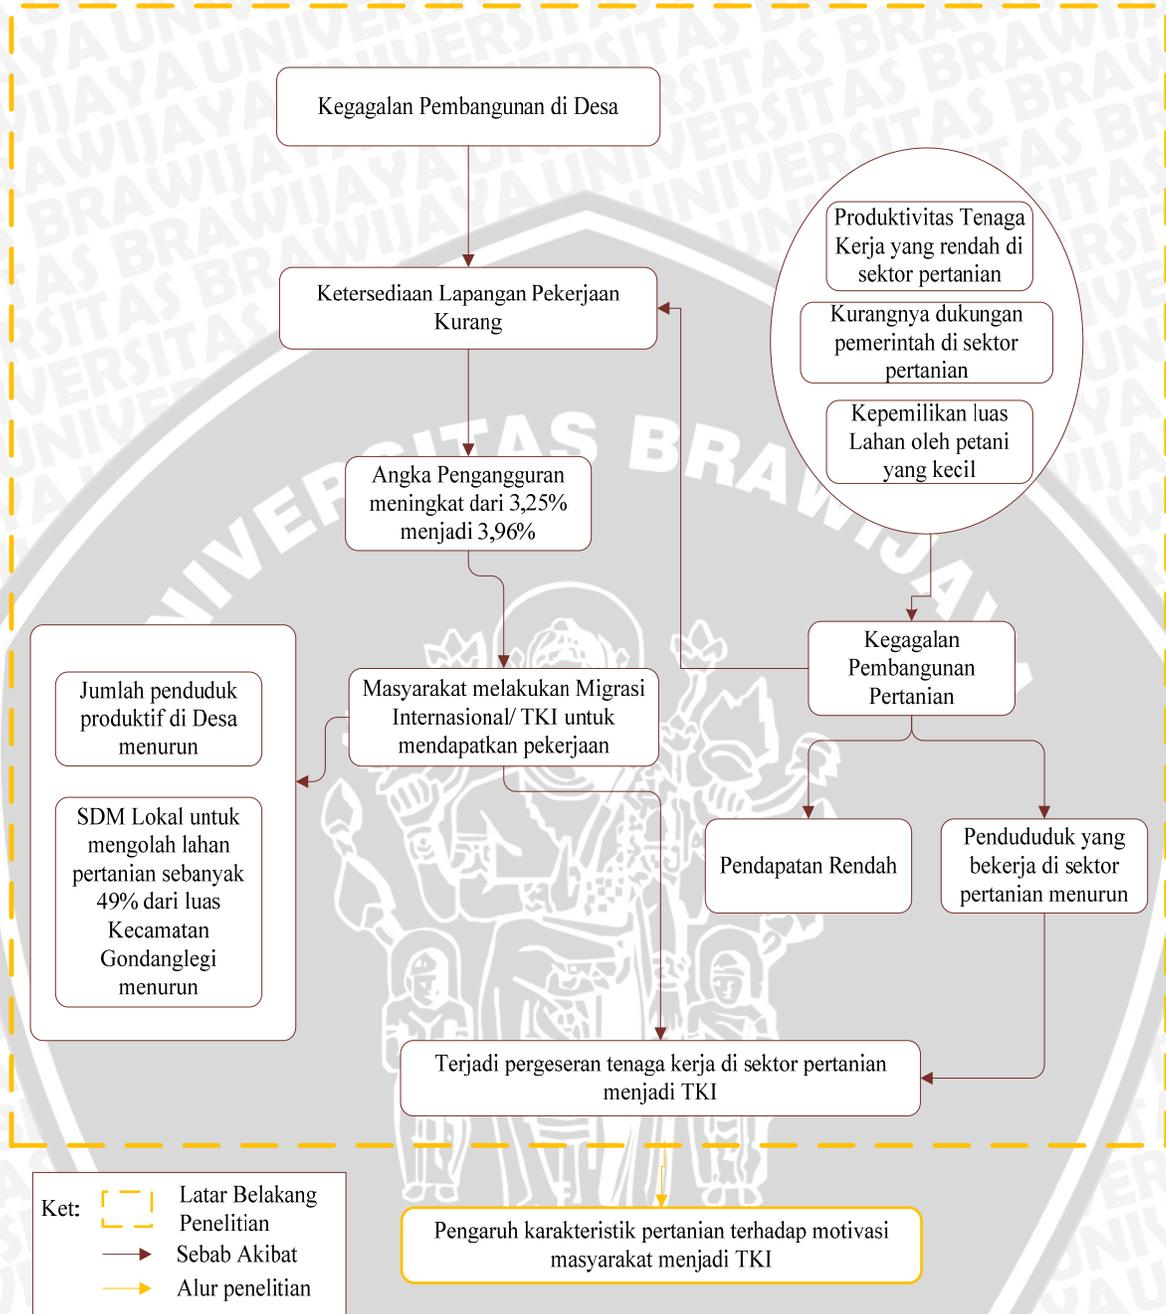 Kegagalan Pembangunan di Desa
Produktivitas Tenaga
Kerja yang rendah di
sektor pertanian
Kurangnya dukungan
pemerintah di sektor
pertanian
Kepemilikan luas
Lahan oleh petani
yang kecil
Ketersediaan Lapangan Pekerjaan
Kurang
Angka Pengangguran
meningkat dari 3,25%
menjadi 3,96%
Kegagalan
Pembangunan
Pertanian
Masyarakat melakukan Migrasi
Internasional/ TKI untuk
mendapatkan pekerjaan
Jumlah penduduk
produktif di Desa
menurun
SDM Lokal untuk
mengolah lahan
pertanian sebanyak
49% dari luas
Kecamatan
Gondanglegi
menurun
Pendapatan Rendah
Pendududuk yang
bekerja di sektor
pertanian menurun
Terjadi pergeseran tenaga kerja di sektor pertanian
menjadi TKI
Ket:
Latar Belakang
Penelitian
Sebab Akibat
Alur penelitian
Pengaruh karakteristik pertanian terhadap motivasi
masyarakat menjadi TKI
UNIVERSITAS BRAWIJAYA